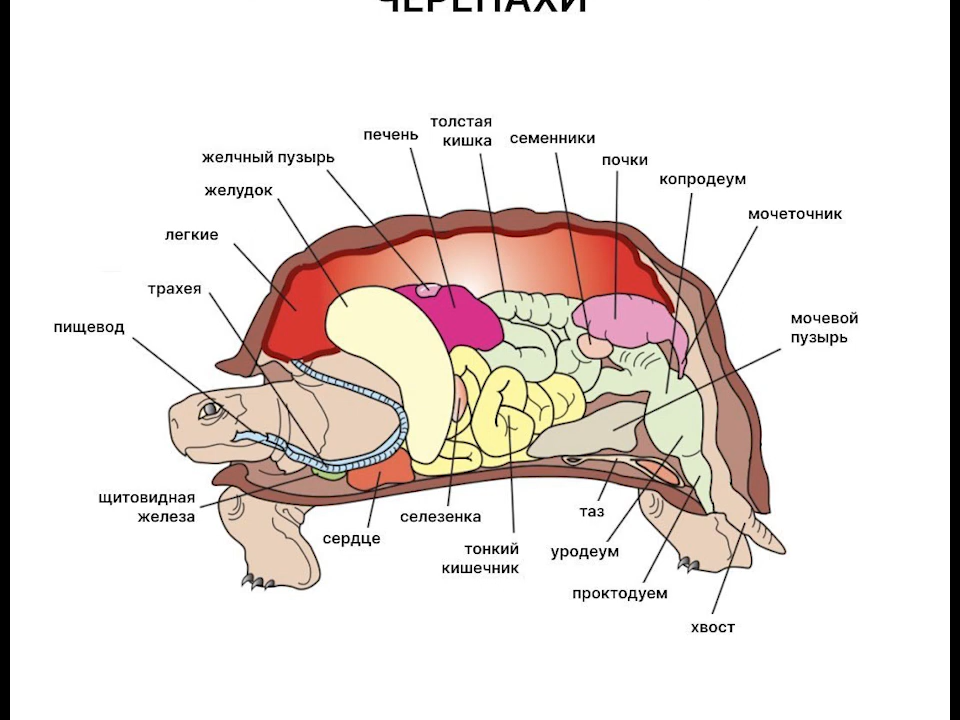 ЧЕРЕПАХИ
толстая
кишка
печень
семенники
желчный пузырь
почки
копродеум
желудок
мочеточник
легкие
трахея
пищевод
мочевой
пузырь
щитовидная
железа
сердце
селезенка
таз
тонкий
кишечник
уродеум
проктодуем
хвост